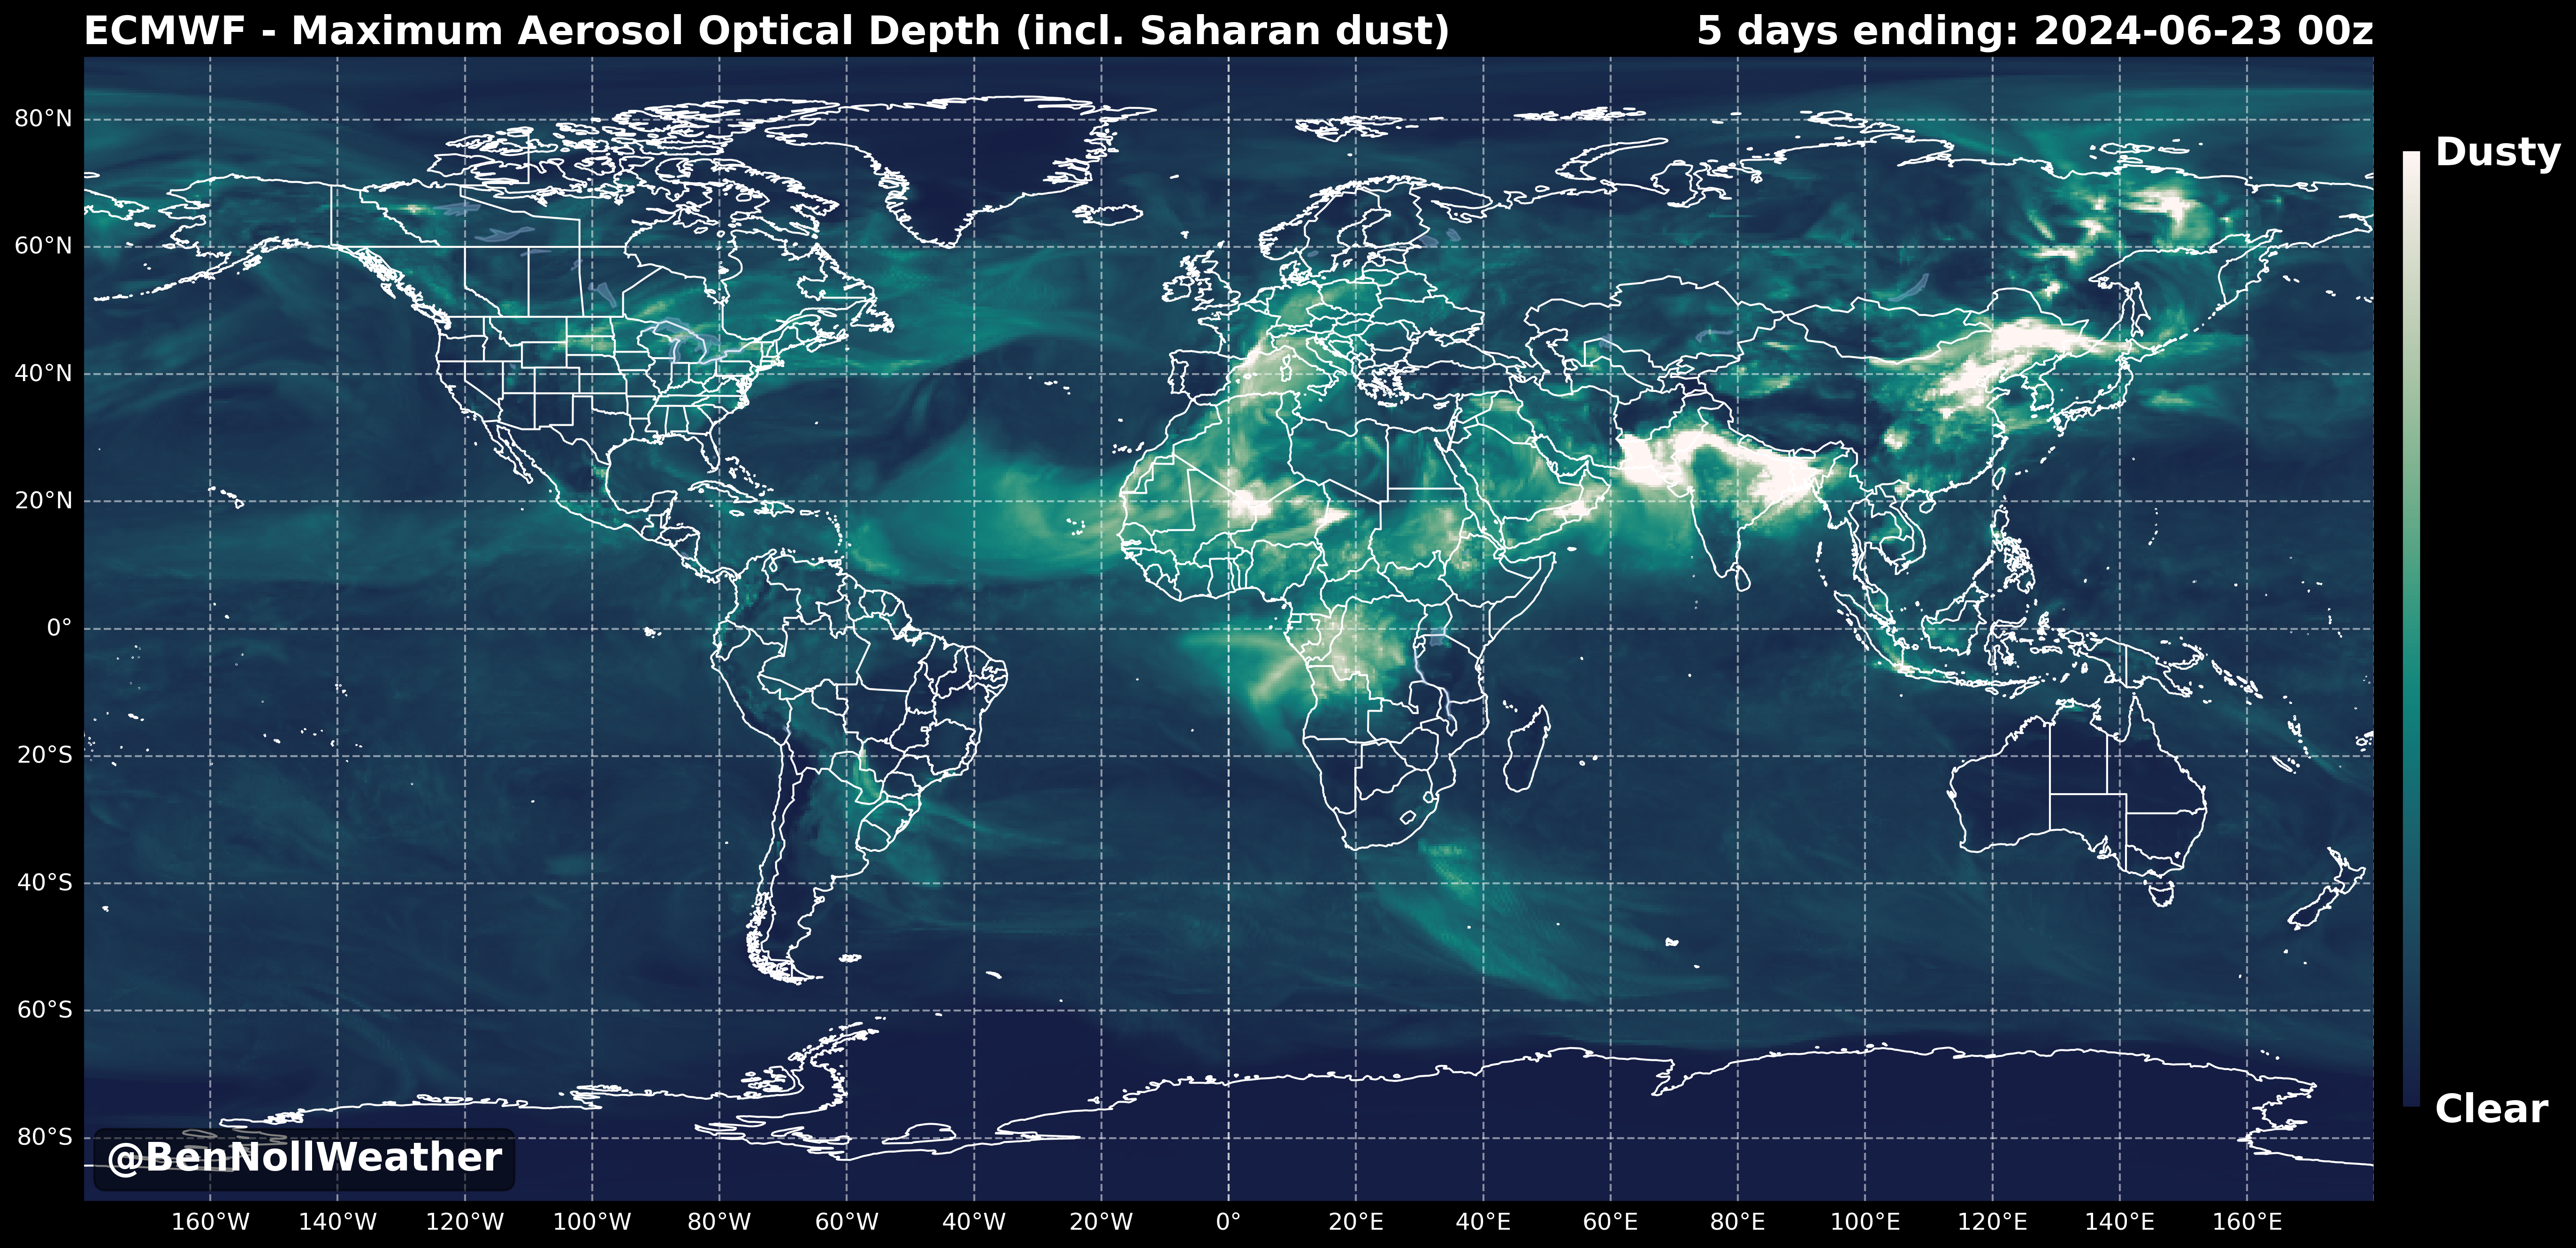 ECMWF - Maximum Aerosol Optical Depth (incl. Saharan dust) 5 days ending: 2024-06-23 00z
80°N
60°N
40°N
20°N
0°
20°S
40°S
60°S
80°S
160°W 140°W 120°W 100°W 80°W 60°W 40°W 20°W 0° 20°E 40°E 60°E 80°E 100°E 120°E 140°E 160°E
Dusty
Clear
@BenNollWeather